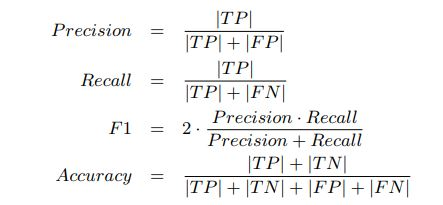 Precision = |TP| / |TP| + |FP|
Recall = |TP| / |TP| + |FN|
F1 = 2 · Precision · Recall / Precision + Recall
Accuracy = |TP| + |TN| / |TP| + |TN| + |FP| + |FN|